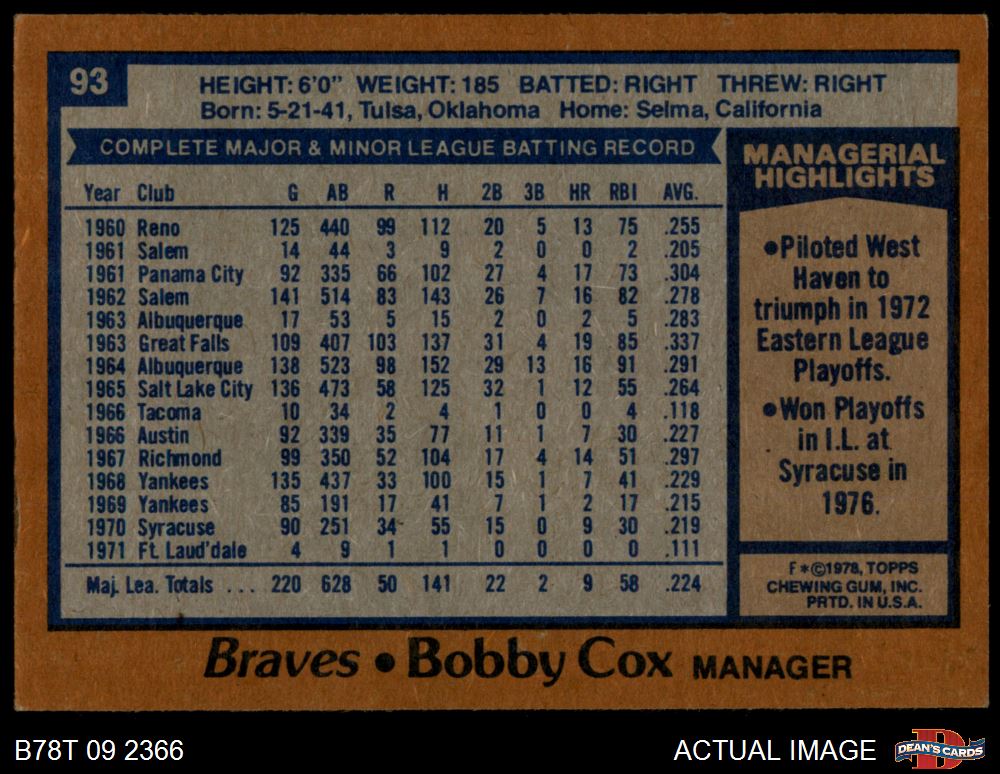 93
HEIGHT: 6'0" WEIGHT: 185 BATTED: RIGHT THREW: RIGHT
Born: 5-21-41, Tulsa, Oklahoma Home: Selma, California
COMPLETE MAJOR & MINOR LEAGUE BATTING RECORD
Year Club G AB R H 2B 3B HR RBI AVG.
1960 Reno 125 440 99 112 20 5 13 75 .255
1961 Salem 14 44 3 9 2 0 0 2 .205
1961 Panama City 92 335 66 102 27 4 17 73 .304
1962 Salem 141 514 83 143 26 7 16 82 .278
1963 Albuquerque 17 53 5 15 2 0 2 5 .283
1963 Great Falls 109 407 103 137 31 4 19 85 .337
1964 Albuquerque 138 523 98 152 29 13 16 91 .291
1965 Salt Lake City 136 473 58 125 32 1 12 55 .264
1966 Tacoma 10 34 2 4 1 0 0 4 .118
1966 Austin 92 339 35 77 11 1 7 30 .227
1967 Richmond 99 350 52 104 17 4 14 51 .297
1968 Yankees 135 437 33 100 15 1 7 41 .229
1969 Yankees 85 191 17 41 7 1 2 17 .215
1970 Syracuse 90 251 34 55 15 0 9 30 .219
1971 Ft. Laud'dale 4 9 1 1 0 0 0 0 .111
Maj. Lea. Totals ... 220 628 50 141 22 2 9 58 .224
MANAGERIAL
HIGHLIGHTS
●Piloted West
Haven to
triumph in 1972
Eastern League
Playoffs.
●Won Playoffs
in I.L. at
Syracuse in
1976.
F*©1978, TOPPS
CHEWING GUM, INC.
PRTD. IN U.S.A.
Braves • Bobby Cox MANAGER
B78T 09 2366
ACTUAL IMAGE
D
DEAN'S CARDS